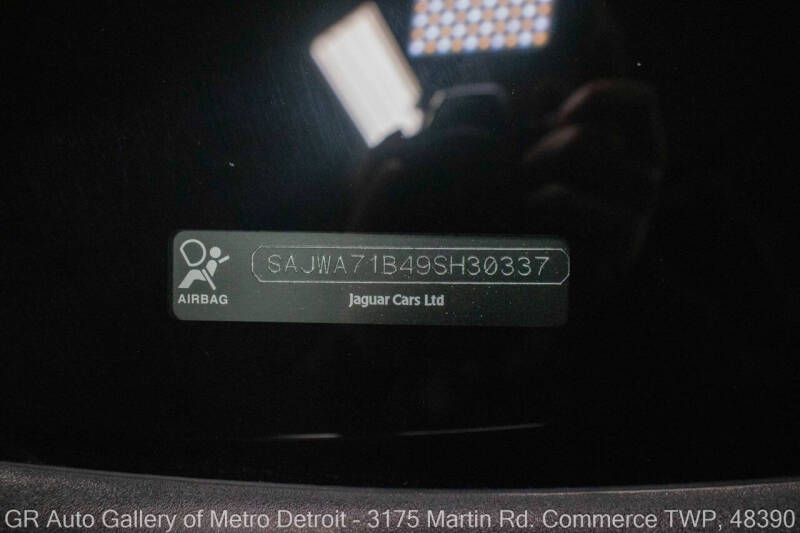 SAJWA71B49SH30337
AIRBAG
Jaguar Cars Ltd
GR Auto Gallery of Metro Detroit - 3175 Martin Rd. Commerce TWP, 48390